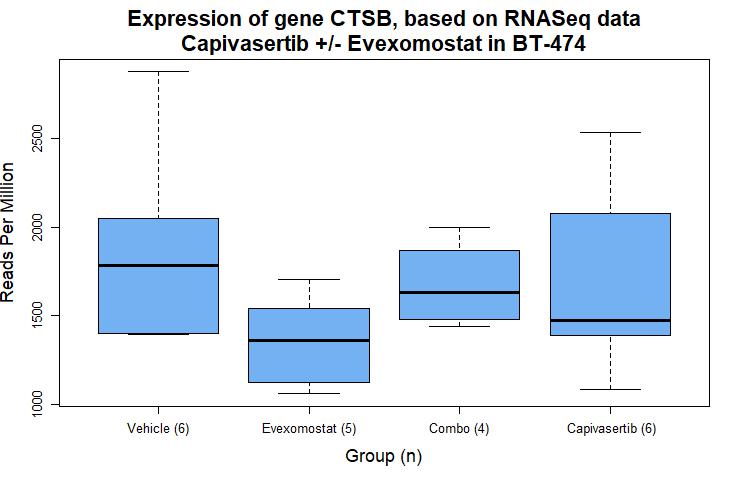 Expression of gene CTSB, based on RNASeq data
Capivasertib +/- Evexomostat in BT-474
Reads Per Million
2500
2000
1500
1000
Vehicle (6)
Evexomostat (5)
Combo (4)
Capivasertib (6)
Group (n)